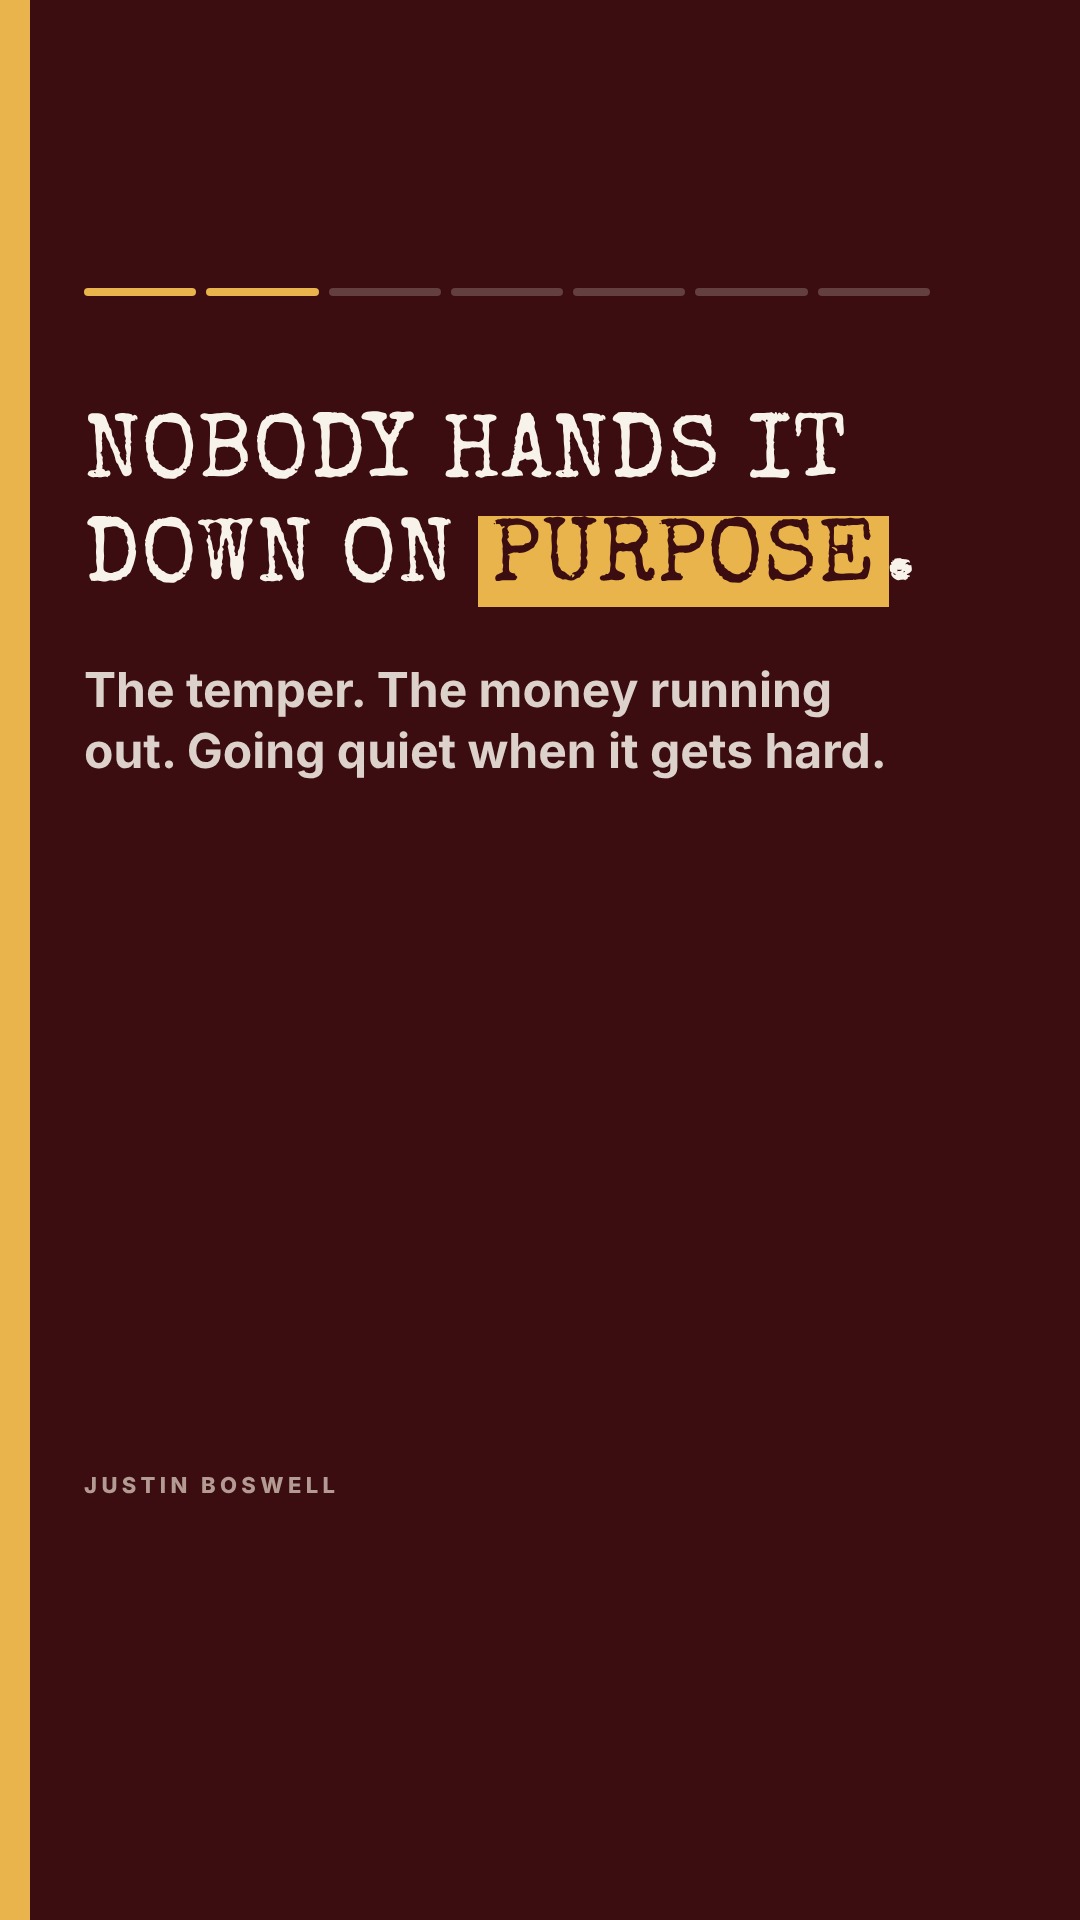 NOBODY HANDS IT
DOWN ON PURPOSE.
The temper. The money running
out. Going quiet when it gets hard.
JUSTIN BOSWELL